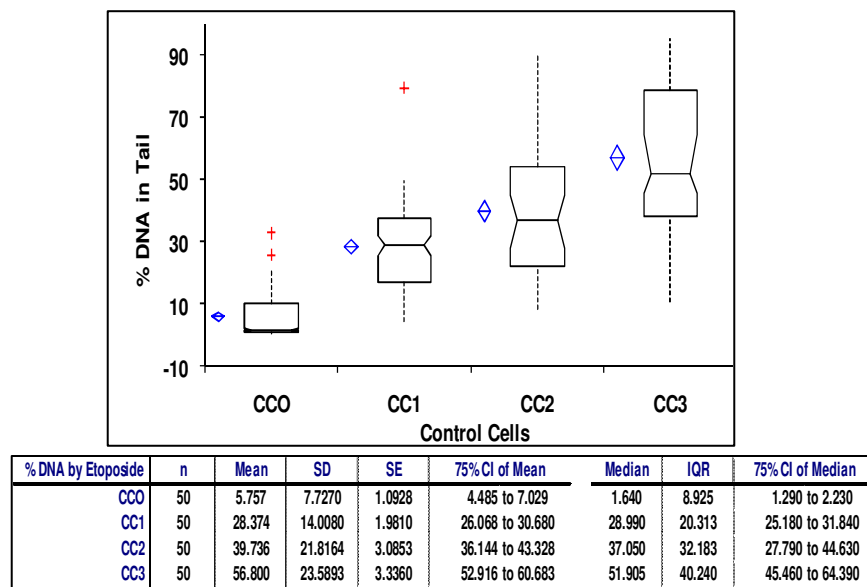 % DNA in Tail
90
70
50
30
10
-10
CCO CC1 CC2 CC3
Control Cells
% DNA by Etoposide n Mean SD SE 75% CI of Mean Median IQR 75% CI of Median
CCO 50 5.757 7.7270 1.0928 4.485 to 7.029 1.640 8.925 1.290 to 2.230
CC1 50 28.374 14.0080 1.9810 26.068 to 30.680 28.990 20.313 25.180 to 31.840
CC2 50 39.736 21.8164 3.0853 36.144 to 43.328 37.050 32.183 27.790 to 44.630
CC3 50 56.800 23.5893 3.3360 52.916 to 60.683 51.905 40.240 45.460 to 64.390